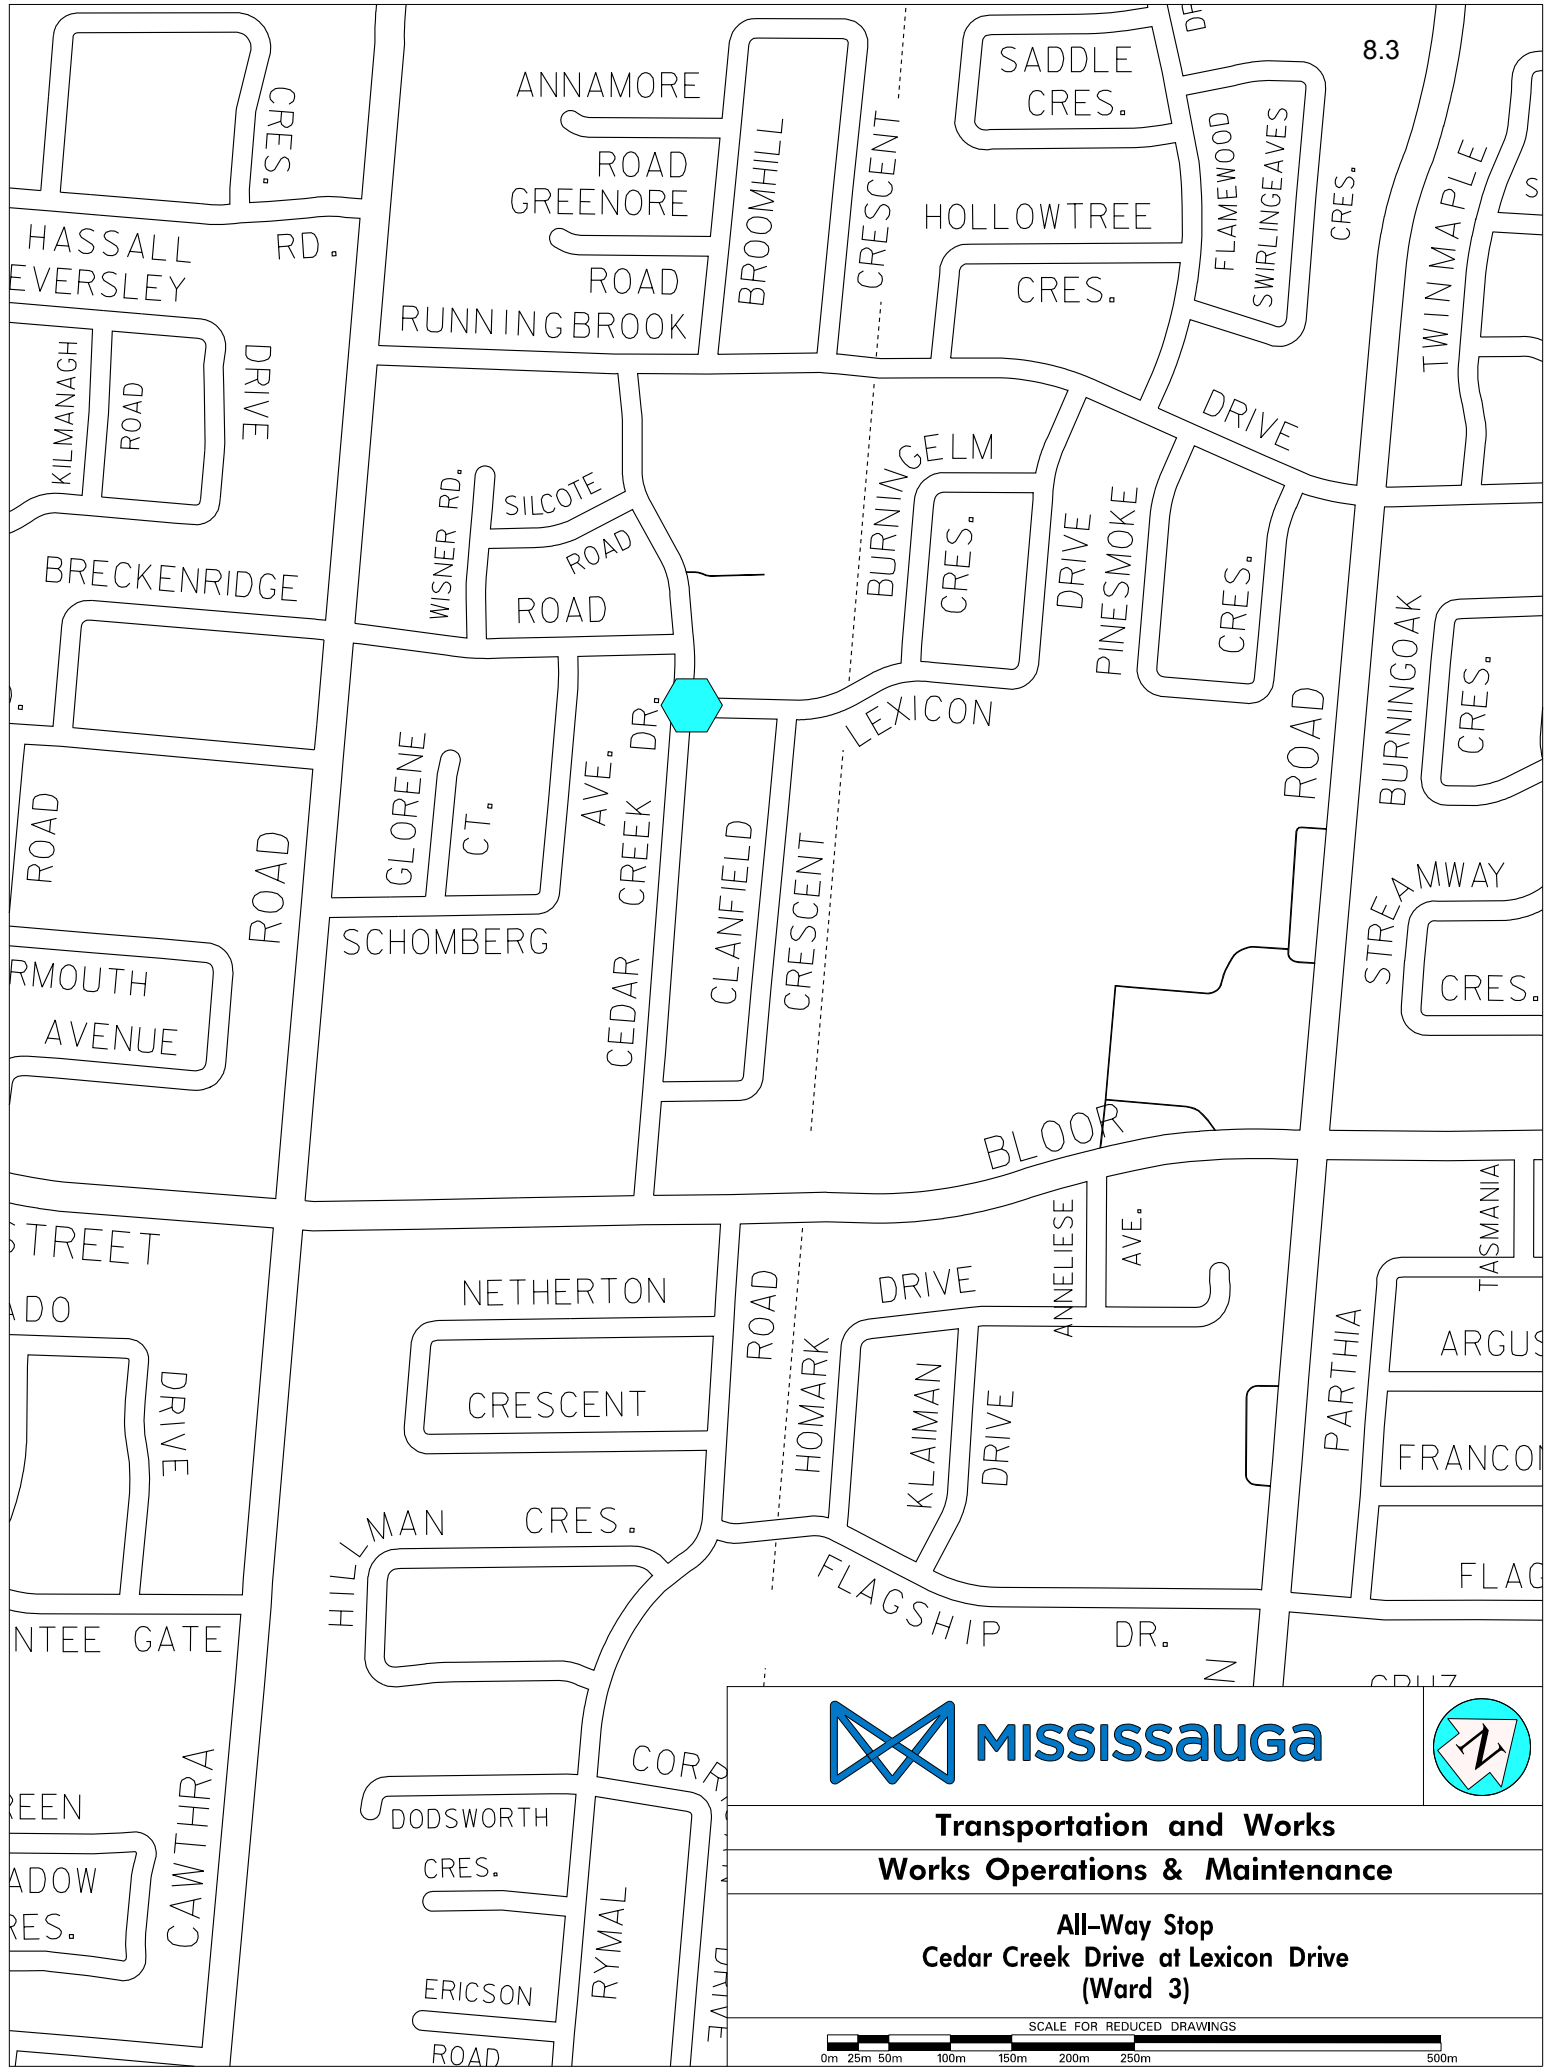 8.3
SADDLE
CRES.
DR
ANNAMORE
ROAD
GREENORE
ROAD
RUNNINGBROOK
BROOMHILL
CRESCENT
CRES.
HASSALL
RD.
EVERSLEY
DRIVE
KILMANAGH
ROAD
HOLLOWTREE
CRES.
FLAMEWOOD
SWIRLINGEAVES
CRES.
TWINMAPLE
S
DRIVE
WISNER RD.
SILCOTE
ROAD
ROAD
BURNINGELM
CRES.
DRIVE
PINESMOKE
CRES.
BRECKENRIDGE
BURNINGOAK
CRES.
LEXICON
ROAD
ROAD
ROAD
GLORENE
CT.
AVE.
SCHOMBERG
CEDAR CREEK DR.
CLANFIELD
CRESCENT
STREAMWAY
CRES.
RMOUTH
AVENUE
BLOOR
STREET
ADO
DRIVE
NETHERTON
CRESCENT
ROAD
HOMARK
DRIVE
KLAIMAN
DRIVE
ANNELIESE
AVE.
TASMANIA
PARTHIA
ARGUS
FRANCON
FLAG
HILLMAN
CRES.
FLAGSHIP
DR.
N
CRUZ
NTEE GATE
CAWTHRA
REEN
ADOW
RES.
DODSWORTH
CRES.
ERICSON
ROAD
RYMAL
DRIVE
MISSISSAUGA
N
Transportation and Works
Works Operations & Maintenance
All-Way Stop
Cedar Creek Drive at Lexicon Drive
(Ward 3)
SCALE FOR REDUCED DRAWINGS
0m 25m 50m 100m 150m 200m 250m 500m